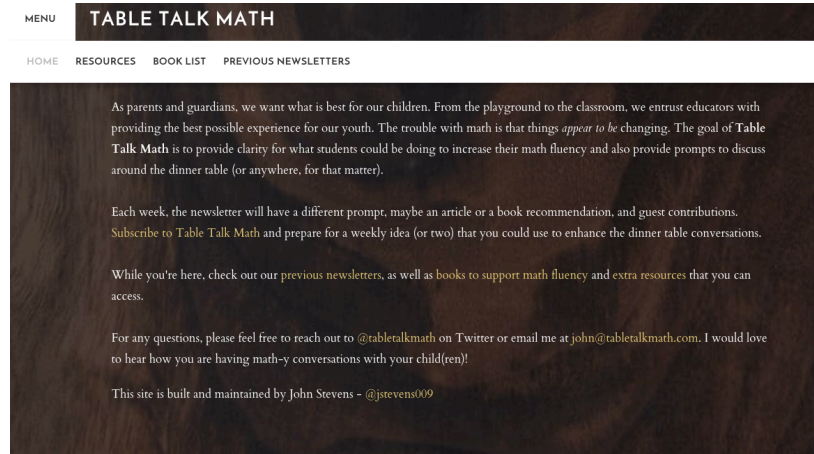 MENU
TABLE TALK MATH
HOME RESOURCES BOOK LIST PREVIOUS NEWSLETTERS
As parents and guardians, we want what is best for our children. From the playground to the classroom, we entrust educators with
providing the best possible experience for our youth. The trouble with math is that things appear to be changing. The goal of Table
Talk Math is to provide clarity for what students could be doing to increase their math fluency and also provide prompts to discuss
around the dinner table (or anywhere, for that matter).
Each week, the newsletter will have a different prompt, maybe an article or a book recommendation, and guest contributions.
Subscribe to Table Talk Math and prepare for a weekly idea (or two) that you could use to enhance the dinner table conversations.
While you're here, check out our previous newsletters, as well as books to support math fluency and extra resources that you can
access.
For any questions, please feel free to reach out to @tabletalkmath on Twitter or email me at john@tabletalkmath.com. I would love
to hear how you are having math-y conversations with your child(ren)!
This site is built and maintained by John Stevens - @jstevens009